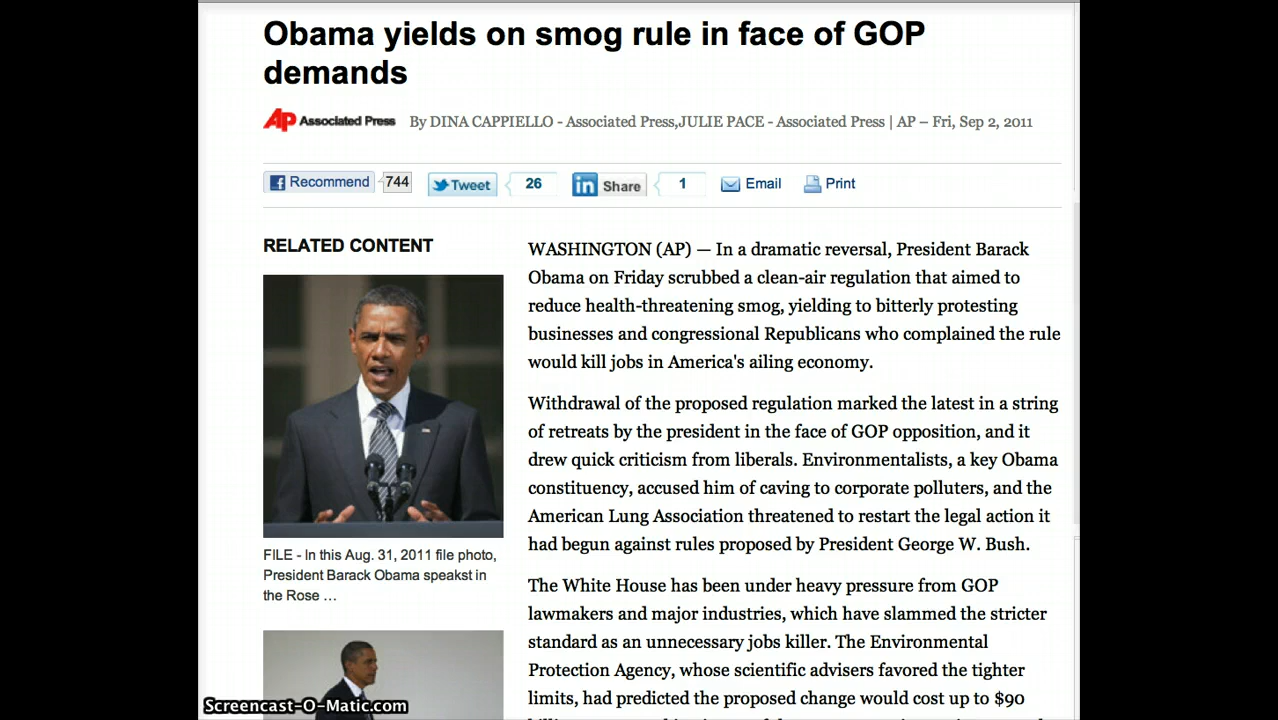 Obama yields on smog rule in face of GOP
demands
AP Associated Press By DINA CAPPIELLO - Associated Press,JULIE PACE - Associated Press | AP – Fri, Sep 2, 2011
Recommend 744 Tweet 26 in Share 1 Email Print
RELATED CONTENT
FILE - In this Aug. 31, 2011 file photo,
President Barack Obama speakst in
the Rose ...
WASHINGTON (AP) — In a dramatic reversal, President Barack
Obama on Friday scrubbed a clean-air regulation that aimed to
reduce health-threatening smog, yielding to bitterly protesting
businesses and congressional Republicans who complained the rule
would kill jobs in America's ailing economy.
Withdrawal of the proposed regulation marked the latest in a string
of retreats by the president in the face of GOP opposition, and it
drew quick criticism from liberals. Environmentalists, a key Obama
constituency, accused him of caving to corporate polluters, and the
American Lung Association threatened to restart the legal action it
had begun against rules proposed by President George W. Bush.
The White House has been under heavy pressure from GOP
lawmakers and major industries, which have slammed the stricter
standard as an unnecessary jobs killer. The Environmental
Protection Agency, whose scientific advisers favored the tighter
limits, had predicted the proposed change would cost up to $90
Screencast-O-Matic.com